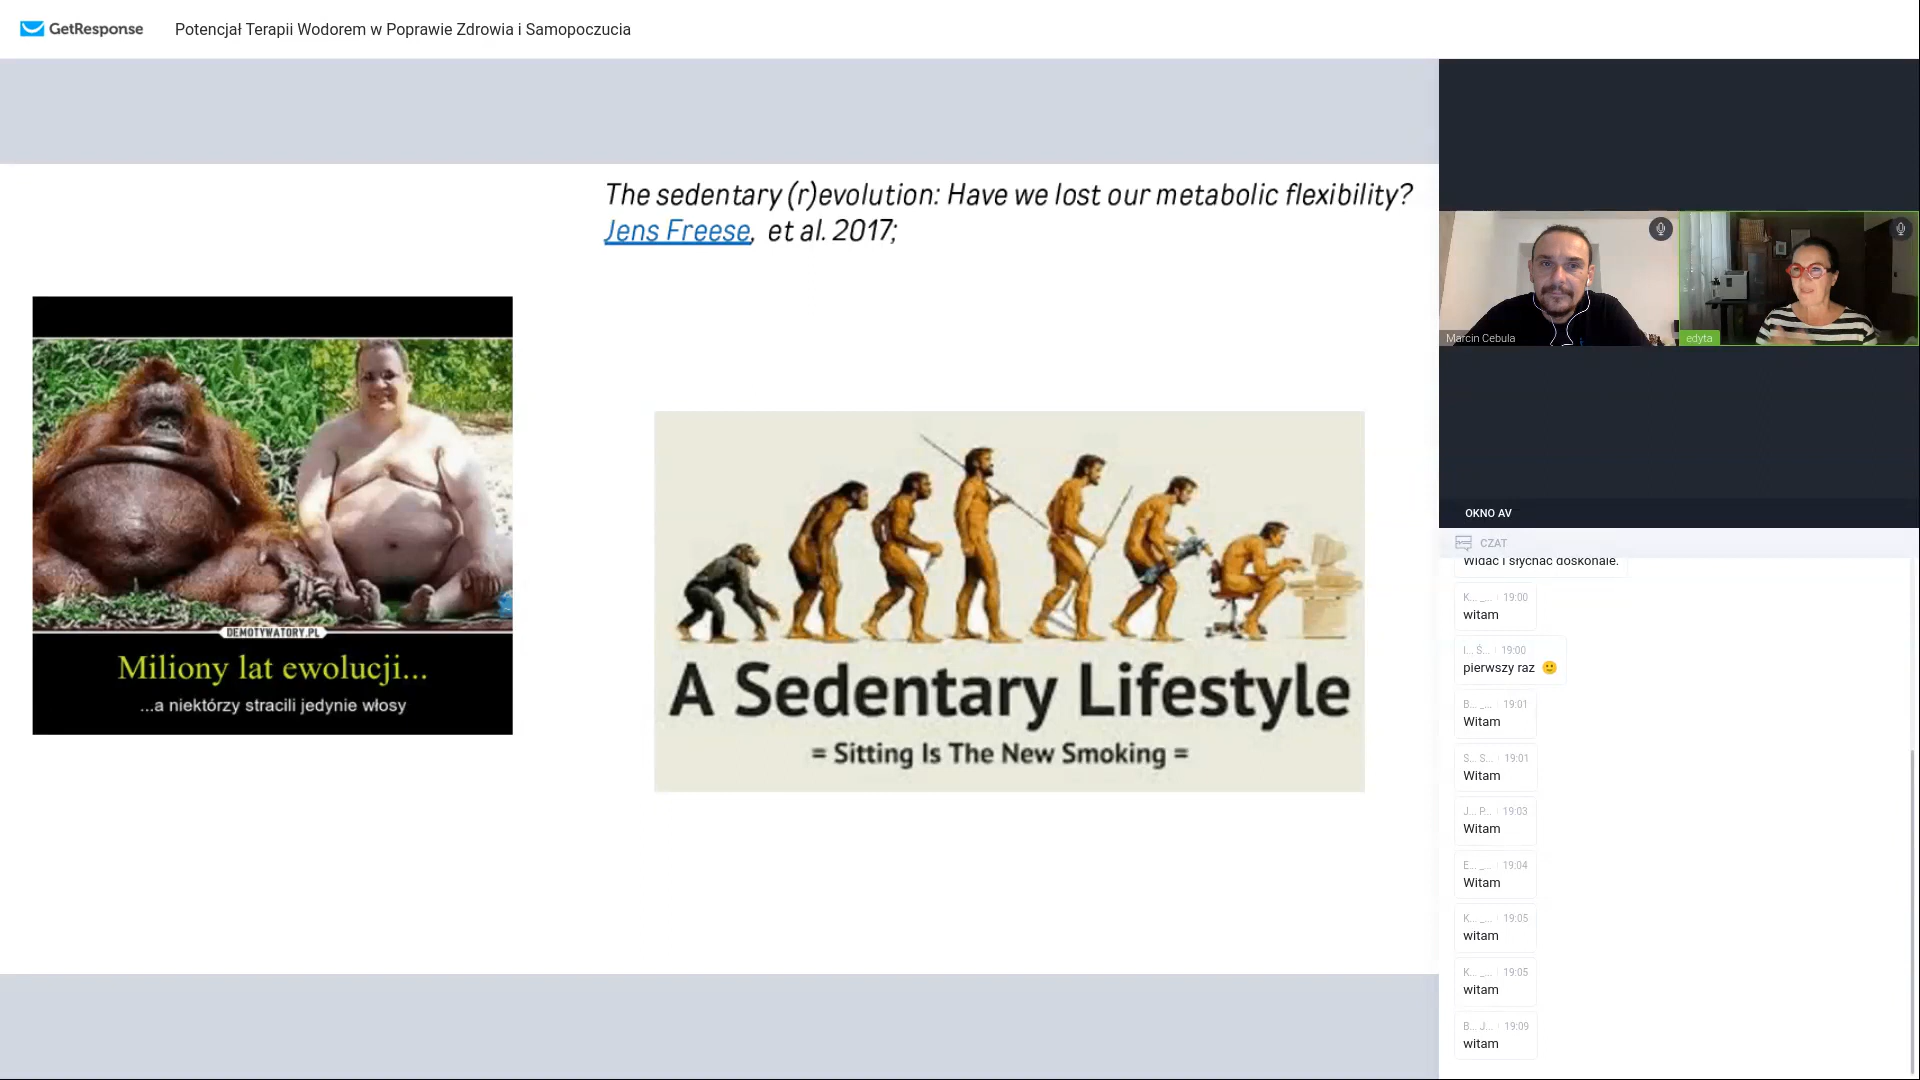 GetResponse
Potencjał Terapii Wodorem w Poprawie Zdrowia i Samopoczucia
The sedentary (r)evolution: Have we lost our metabolic flexibility?
Jens Freese, et al. 2017;
DEMOTYWATORY.PL
Miliony lat ewolucji...
...a niektórzy stracili jedynie włosy
A Sedentary Lifestyle
= Sitting Is The New Smoking =
Marcin Cebula
edyta
OKNO AV
CZAT
Widać i słychać doskonale.
K... _... 19:00
witam
I... Ś... 19:00
pierwszy raz 🙂
B... _... 19:01
Witam
S... S... 19:01
Witam
J... P... 19:03
Witam
E... _... 19:04
Witam
K... _... 19:05
witam
K... _... 19:05
witam
B... J... 19:09
witam